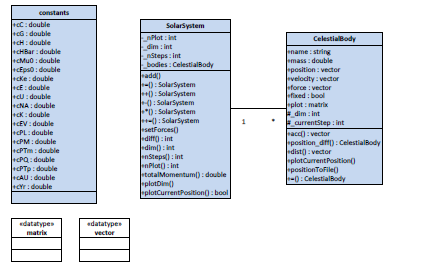 constants
+cC : double
+cG : double
+cH : double
+cHBar : double
+cMu0 : double
+cEps0 : double
+cKe : double
+cE : double
+cU : double
+cNA : double
+cK : double
+cEV : double
+cPL : double
+cPM : double
+cPTm : double
+cPQ : double
+cPTp : double
+cAU : double
+cYr : double
SolarSystem
-_nPlot : int
-_dim : int
-_nSteps : int
-_bodies : CelestialBody
+add()
+=() : SolarSystem
++() : SolarSystem
+-() : SolarSystem
+*() : SolarSystem
++=() : SolarSystem
+setForces()
+diff() : int
+dim() : int
+nSteps() : int
+nPlot() : int
+totalMomentum() : double
+plotDim()
+plotCurrentPosition() : bool
1
*
CelestialBody
+name : string
+mass : double
+position : vector
+velocity : vector
+force : vector
+fixed : bool
+plot : matrix
#_dim : int
#_currentStep : int
+acc() : vector
+position_diff() : CelestialBody
+dist() : vector
+plotCurrentPosition()
+positionToFile()
+=() : CelestialBody
«datatype»
matrix
«datatype»
vector